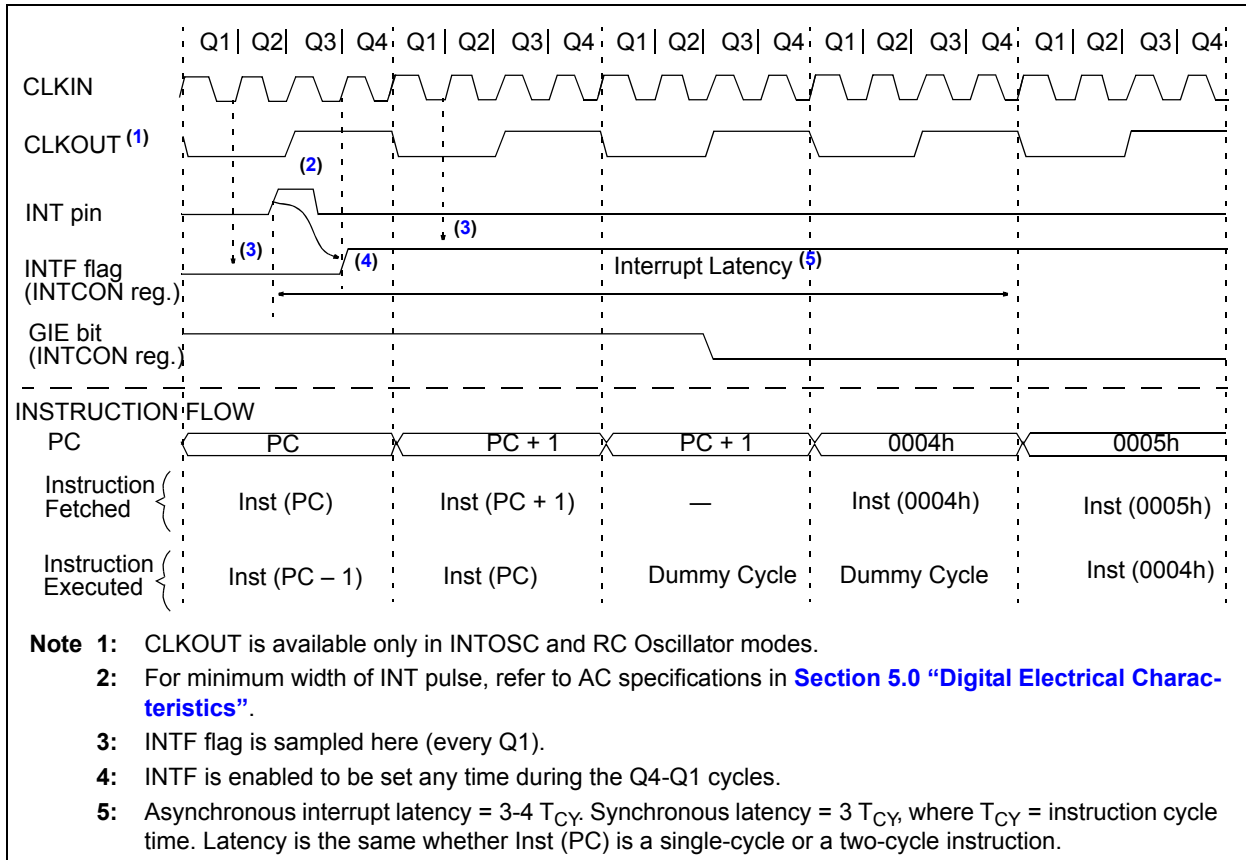 Q1| Q2| Q3| Q4 Q1| Q2| Q3| Q4 Q1| Q2| Q3| Q4 Q1| Q2| Q3| Q4 Q1| Q2| Q3| Q4
CLKIN
CLKOUT (1)
(2)
INT pin
(3)
(3)
(4)
INTF flag
(INTCON reg.)
Interrupt Latency (5)
GIE bit
(INTCON reg.)
INSTRUCTION FLOW
PC PC PC + 1 PC + 1 0004h 0005h
Instruction
Fetched
Inst (PC) Inst (PC + 1) — Inst (0004h) Inst (0005h)
Instruction
Executed
Inst (PC – 1) Inst (PC) Dummy Cycle Dummy Cycle Inst (0004h)
Note 1: CLKOUT is available only in INTOSC and RC Oscillator modes.
2: For minimum width of INT pulse, refer to AC specifications in Section 5.0 “Digital Electrical Charac-
teristics”.
3: INTF flag is sampled here (every Q1).
4: INTF is enabled to be set any time during the Q4-Q1 cycles.
5: Asynchronous interrupt latency = 3-4 TCY. Synchronous latency = 3 TCY, where TCY = instruction cycle
time. Latency is the same whether Inst (PC) is a single-cycle or a two-cycle instruction.